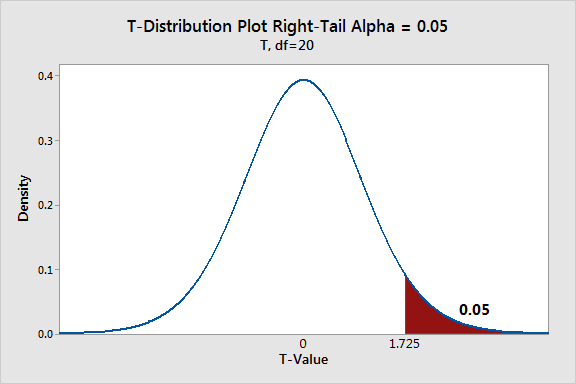 T-Distribution Plot Right-Tail Alpha = 0.05
T, df=20
Density
0.4
0.3
0.2
0.1
0.0
0.05
0
1.725
T-Value